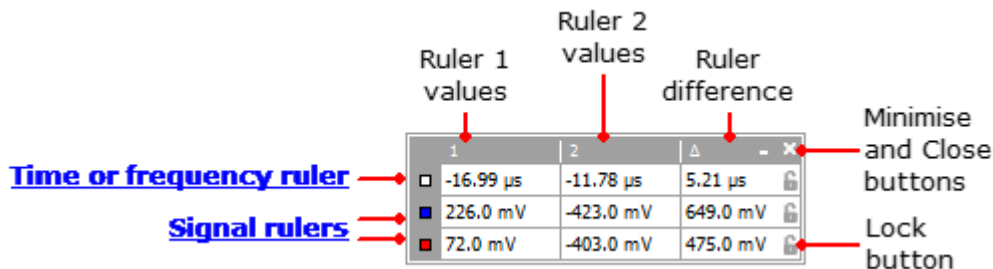 Ruler 1
values
Ruler 2
values
Ruler
difference
Minimise
and Close
buttons
Time or frequency ruler
Signal rulers
1 2 Δ
-16.99 µs -11.78 µs 5.21 µs
226.0 mV -423.0 mV 649.0 mV
72.0 mV -403.0 mV 475.0 mV
Lock
button